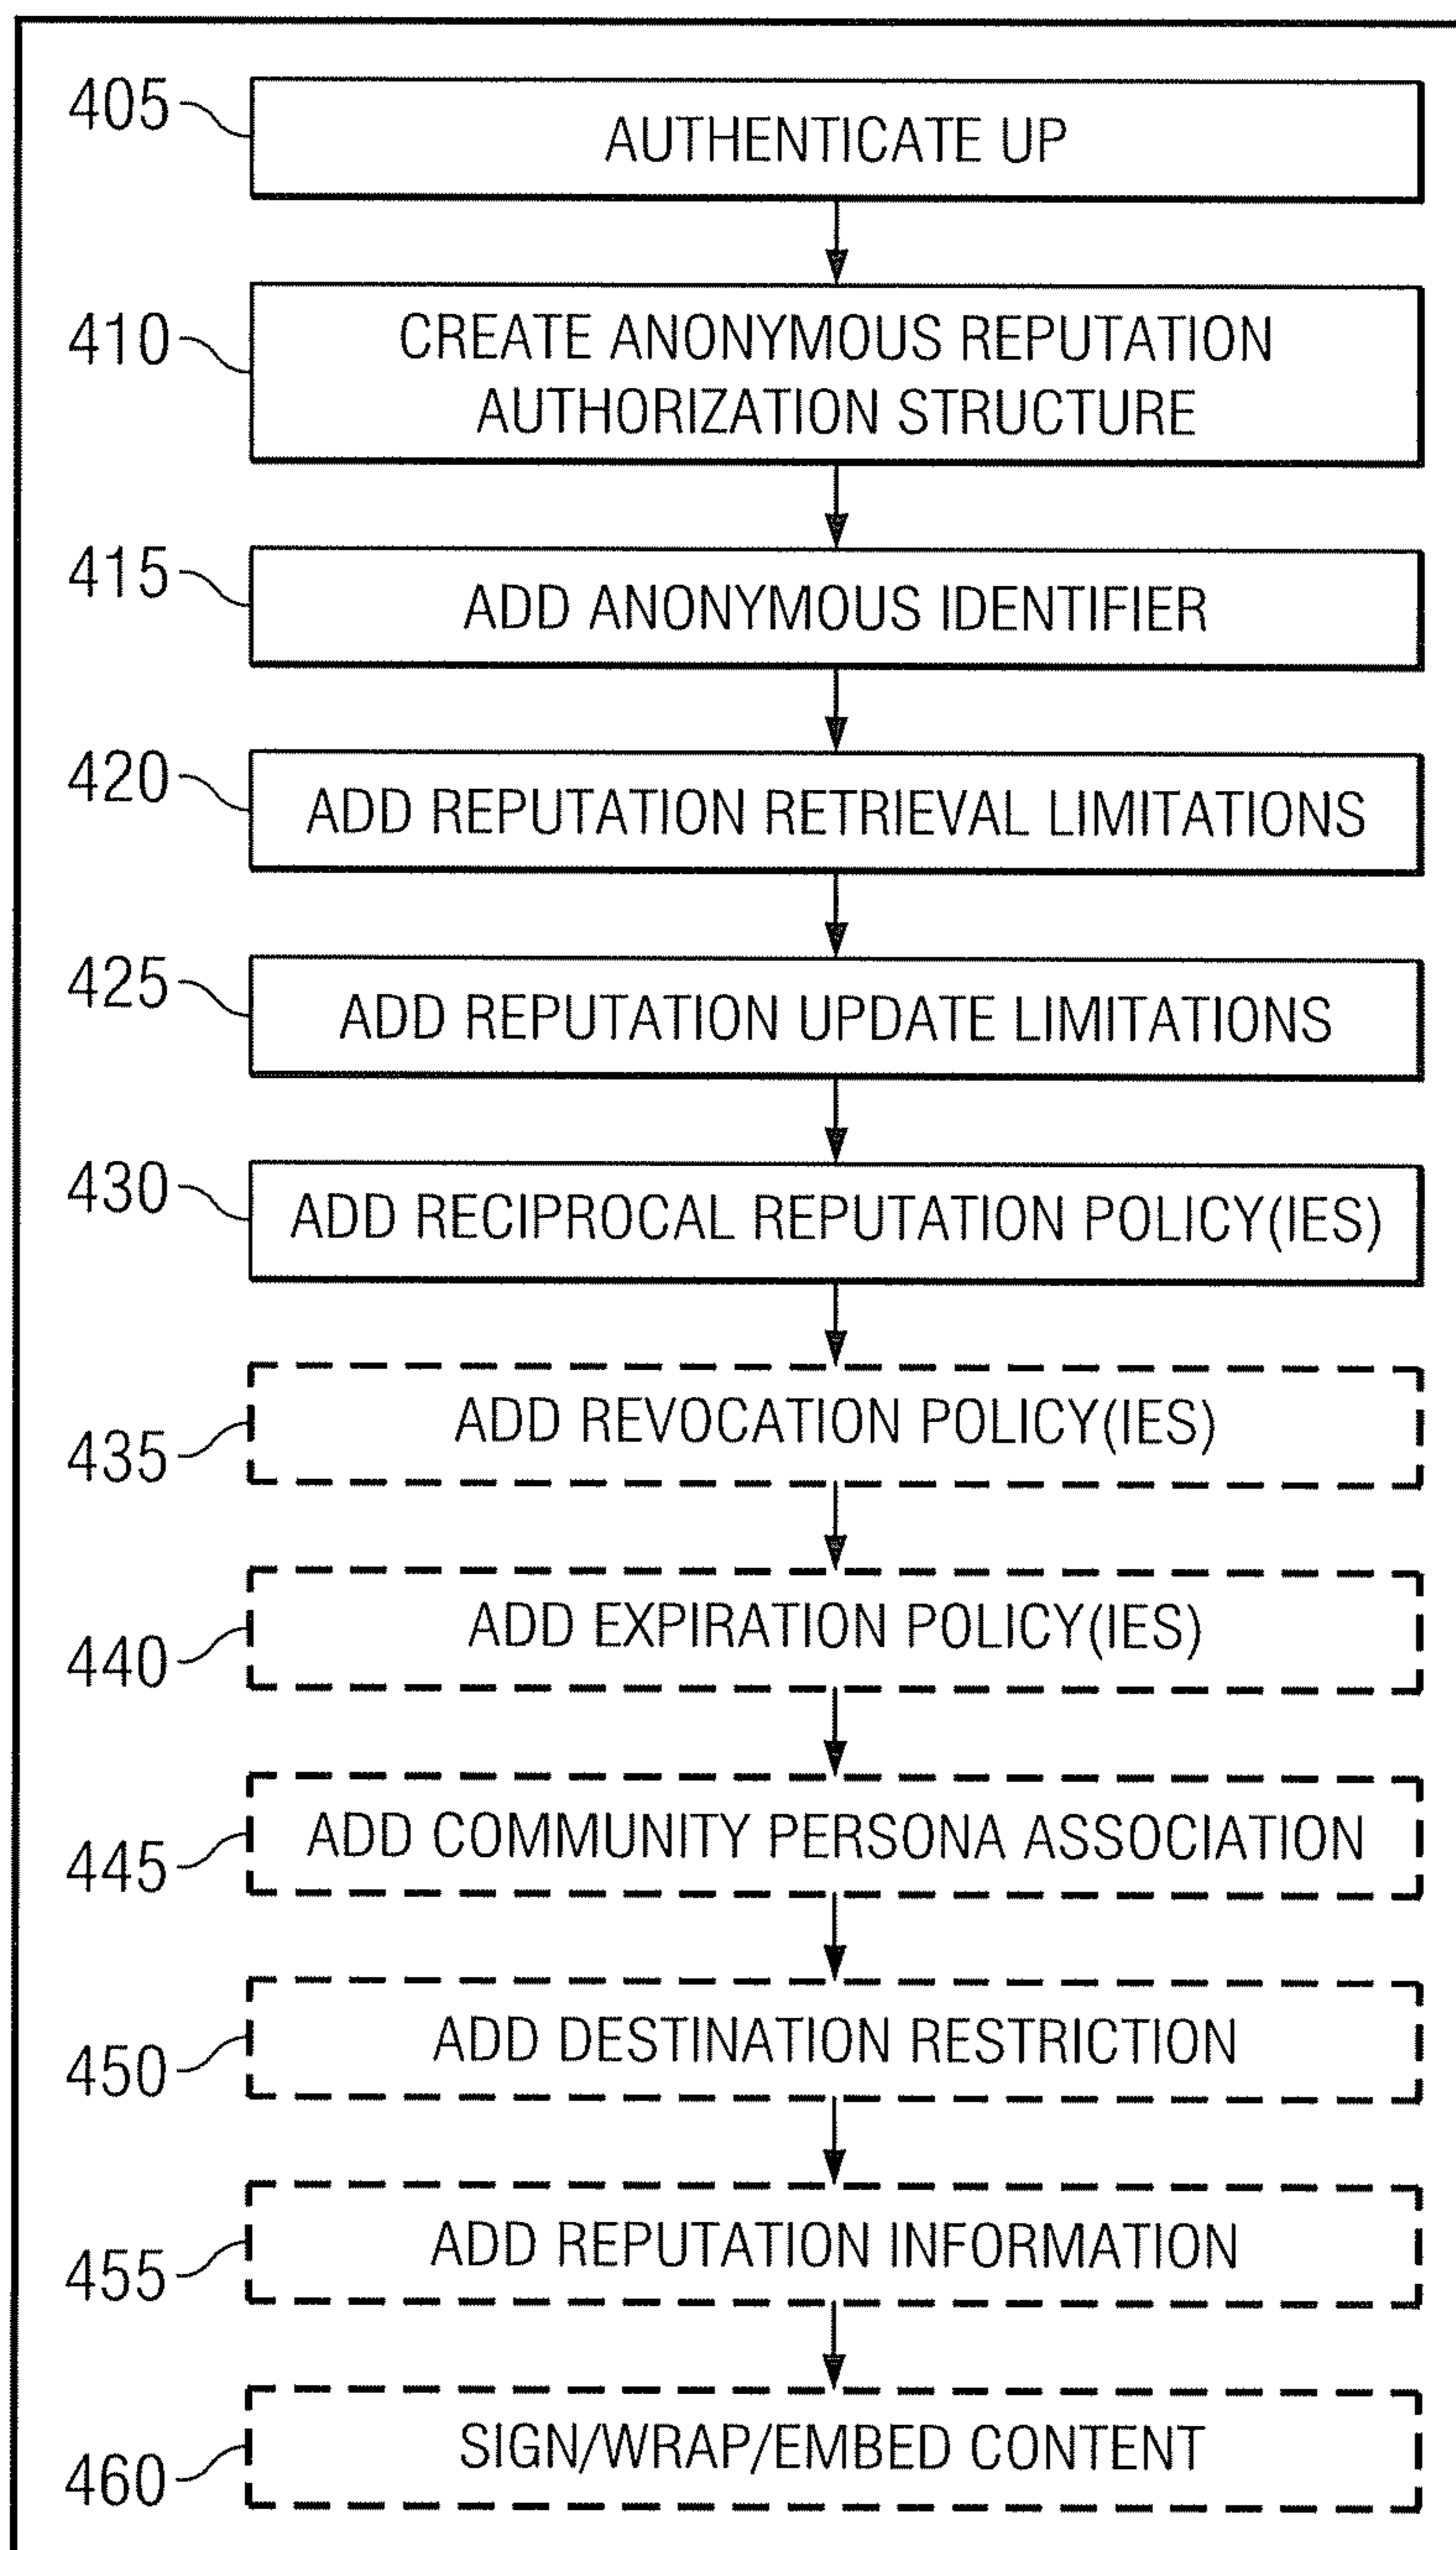 405
AUTHENTICATE UP
410
CREATE ANONYMOUS REPUTATION
AUTHORIZATION STRUCTURE
415
ADD ANONYMOUS IDENTIFIER
420
ADD REPUTATION RETRIEVAL LIMITATIONS
425
ADD REPUTATION UPDATE LIMITATIONS
430
ADD RECIPROCAL REPUTATION POLICY(IES)
435
ADD REVOCATION POLICY(IES)
440
ADD EXPIRATION POLICY(IES)
445
ADD COMMUNITY PERSONA ASSOCIATION
450
ADD DESTINATION RESTRICTION
455
ADD REPUTATION INFORMATION
460
SIGN/WRAP/EMBED CONTENT